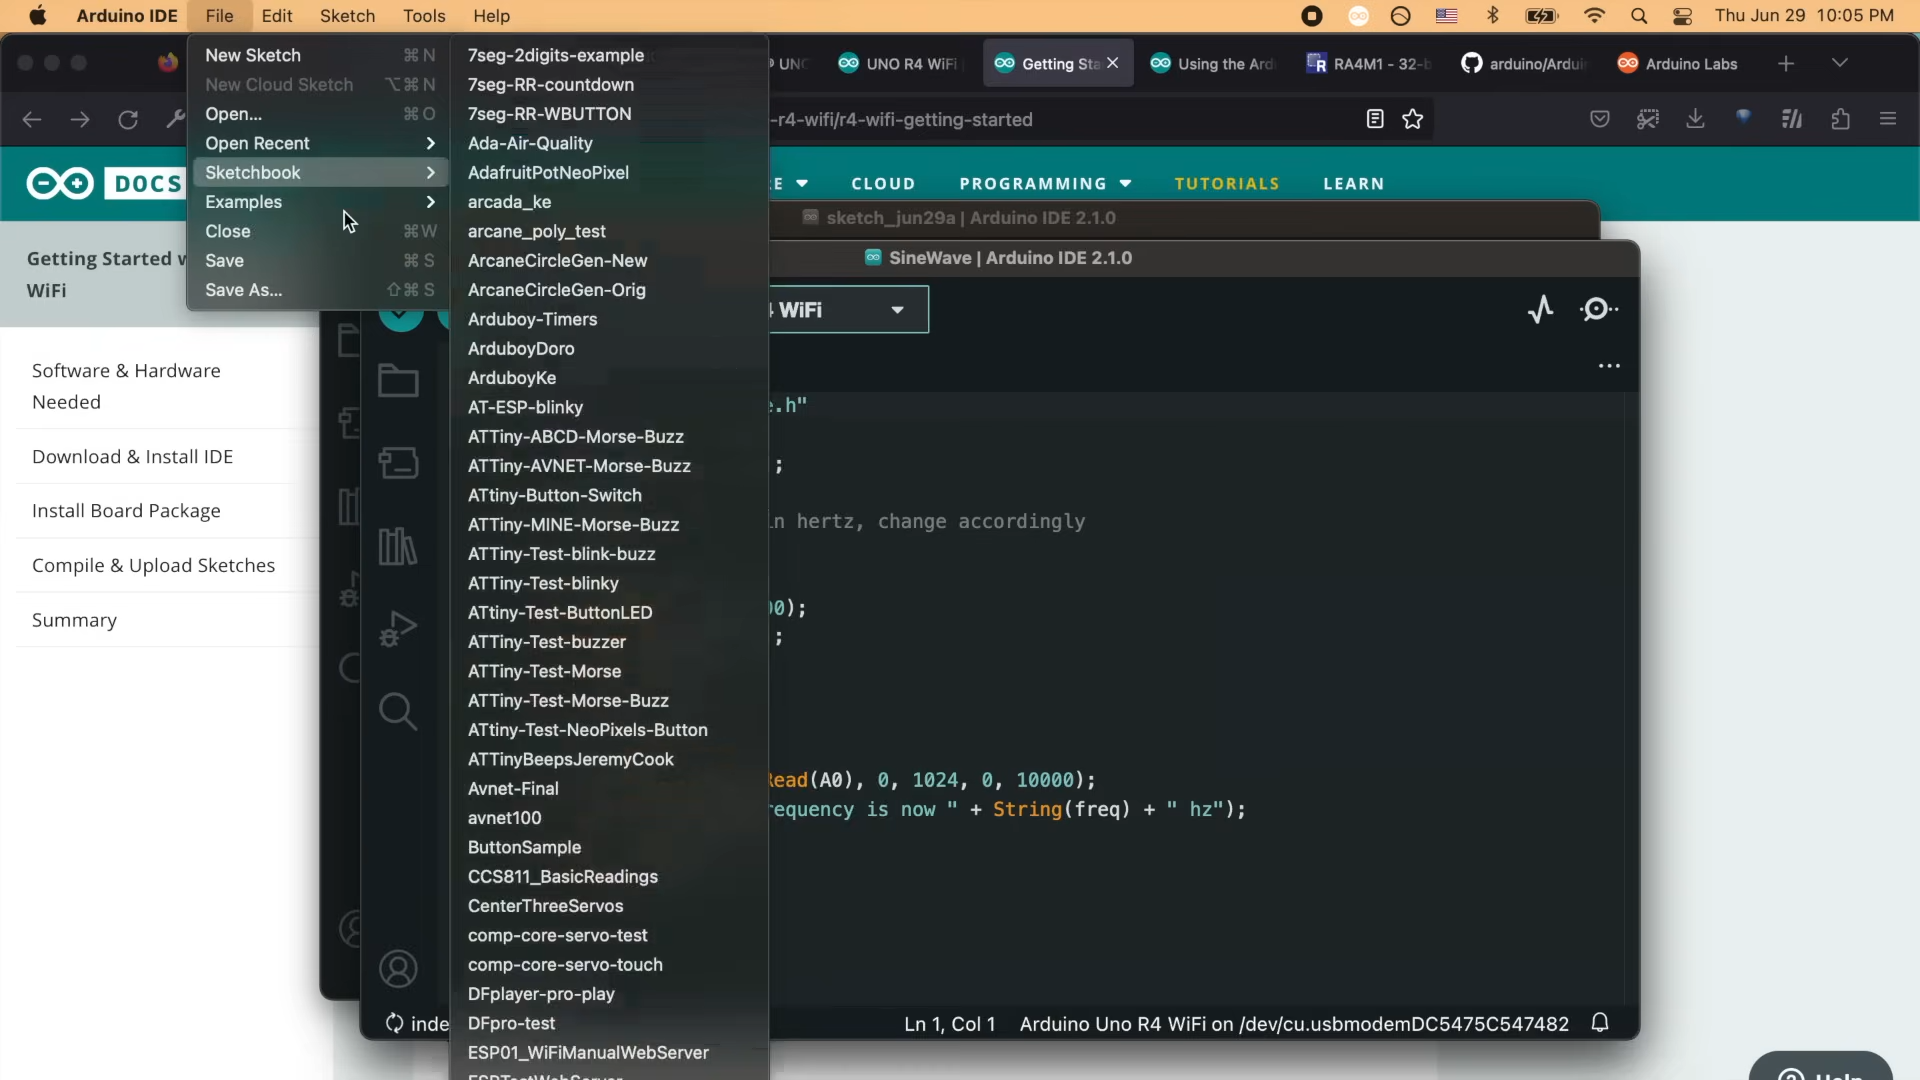 Arduino IDE File Edit Sketch Tools Help
Thu Jun 29 10:05 PM
New Sketch ⌘ N
New Cloud Sketch ⌥⌘ N
Open... ⌘ O
Open Recent
Sketchbook
Examples
Close ⌘W
Save ⌘ S
Save As... ⇧⌘ S
7seg-2digits-example
7seg-RR-countdown
7seg-RR-WBUTTON
Ada-Air-Quality
AdafruitPotNeoPixel
arcada_ke
arcane_poly_test
ArcaneCircleGen-New
ArcaneCircleGen-Orig
Arduboy-Timers
ArduboyDoro
ArduboyKe
AT-ESP-blinky
ATTiny-ABCD-Morse-Buzz
ATTiny-AVNET-Morse-Buzz
ATtiny-Button-Switch
ATTiny-MINE-Morse-Buzz
ATTiny-Test-blink-buzz
ATTiny-Test-blinky
ATtiny-Test-ButtonLED
ATTiny-Test-buzzer
ATTiny-Test-Morse
ATTiny-Test-Morse-Buzz
ATtiny-Test-NeoPixels-Button
ATTinyBeepsJeremyCook
Avnet-Final
avnet100
ButtonSample
CCS811_BasicReadings
CenterThreeServos
comp-core-servo-test
comp-core-servo-touch
DFplayer-pro-play
DFpro-test
ESP01_WiFiManualWebServer
UNO
UNO R4 WiFi
Getting Sta
Using the Ard
RA4M1 - 32-b
arduino/Ardui
Arduino Labs
-r4-wifi/r4-wifi-getting-started
DOCS
RE CLOUD PROGRAMMING TUTORIALS LEARN
Getting Started w
WiFi
Software & Hardware
Needed
Download & Install IDE
Install Board Package
Compile & Upload Sketches
Summary
sketch_jun29a | Arduino IDE 2.1.0
SineWave | Arduino IDE 2.1.0
WiFi
e.h"
;
in hertz, change accordingly
00);
;
Read(A0), 0, 1024, 0, 10000);
requency is now " + String(freq) + " hz");
inde
Ln 1, Col 1 Arduino Uno R4 WiFi on /dev/cu.usbmodemDC5475C547482
Help